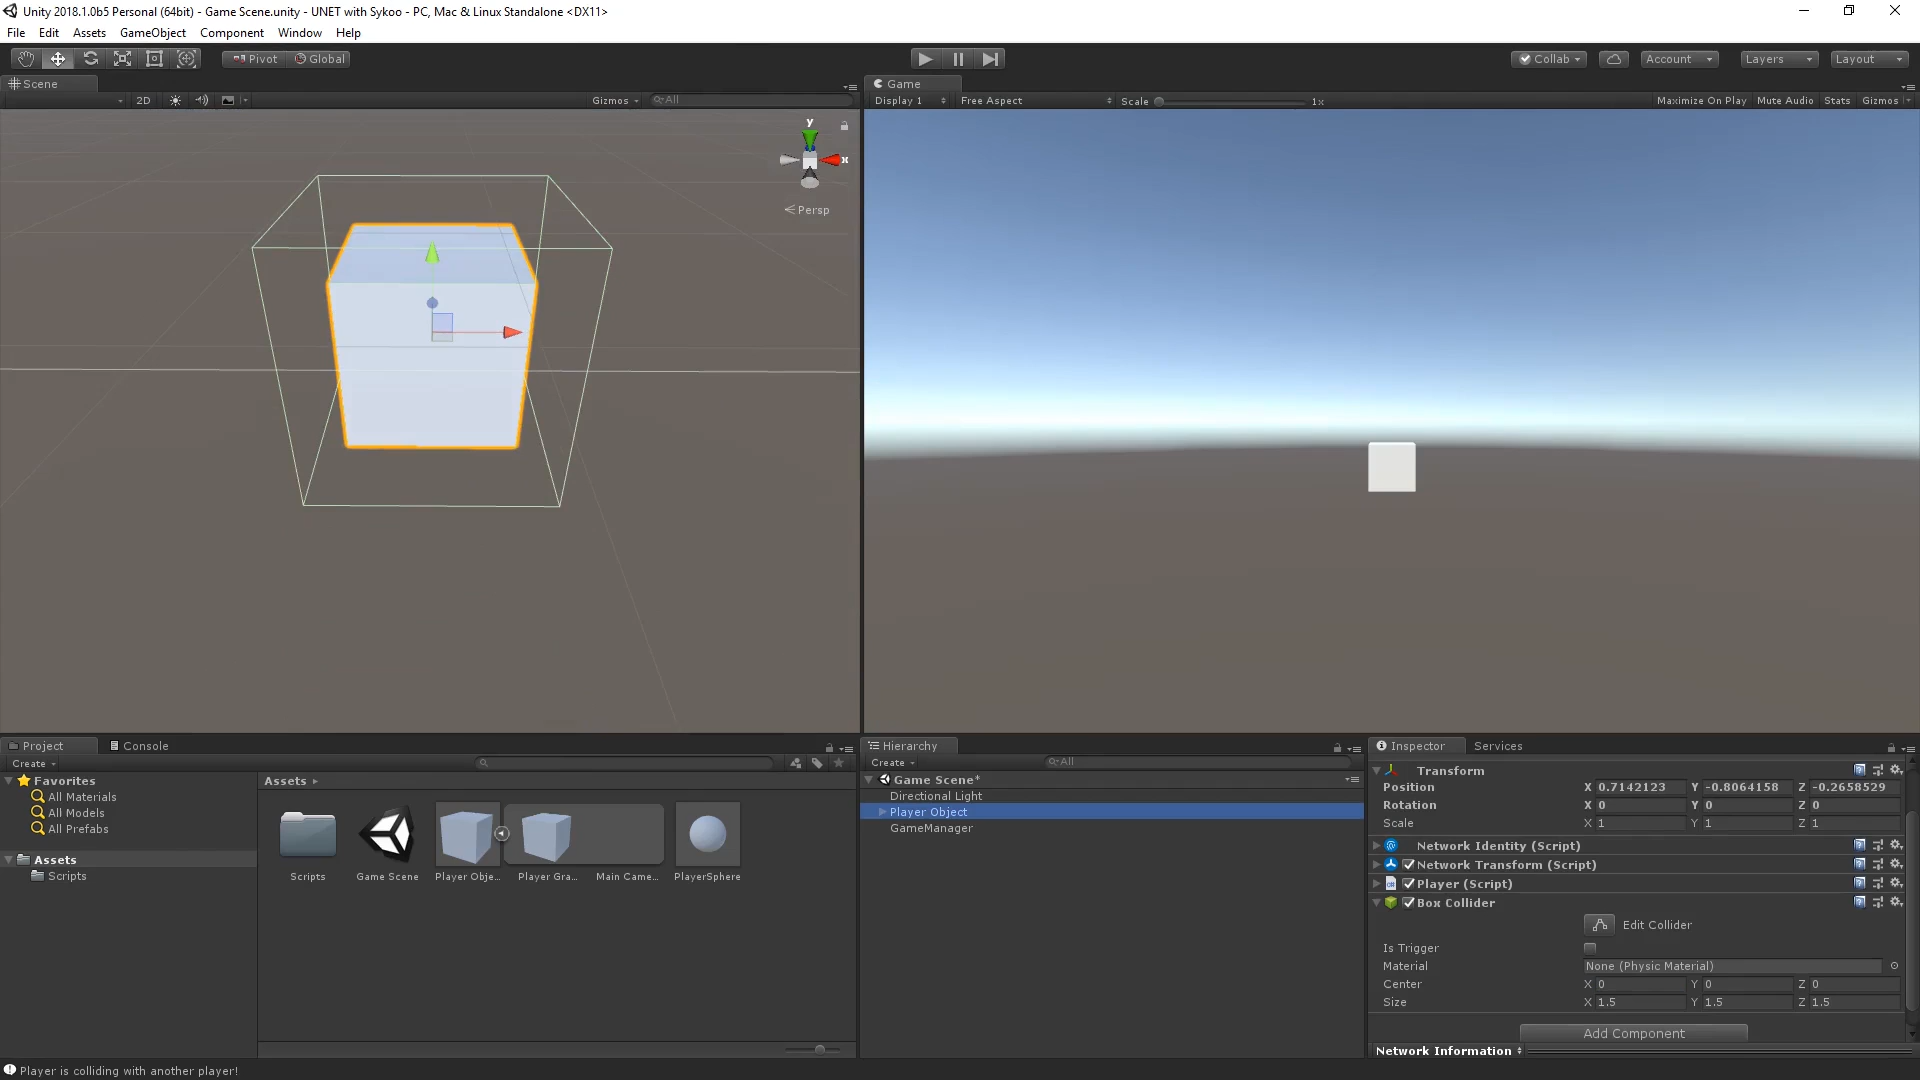 Unity 2018.1.0b5 Personal (64bit) - Game Scene.unity - UNET with Sykoo - PC, Mac & Linux Standalone <DX11>
File Edit Assets GameObject Component Window Help
Pivot Global Collab Account Layers Layout
Scene
2D Gizmos All
y
x
Persp
Game
Display 1 Free Aspect Scale 1x Maximize On Play Mute Audio Stats Gizmos
Project Console
Create
Favorites
All Materials
All Models
All Prefabs
Assets
Scripts
Assets
Scripts Game Scene Player Obje... Player Gra... Main Came... PlayerSphere
Hierarchy
Create All
Game Scene*
Directional Light
Player Object
GameManager
Inspector Services
Transform
Position X 0.7142123 Y -0.8064158 Z -0.2658529
Rotation X 0 Y 0 Z 0
Scale X 1 Y 1 Z 1
Network Identity (Script)
Network Transform (Script)
Player (Script)
Box Collider
Edit Collider
Is Trigger
Material None (Physic Material)
Center X 0 Y 0 Z 0
Size X 1.5 Y 1.5 Z 1.5
Add Component
Network Information
Player is colliding with another player!